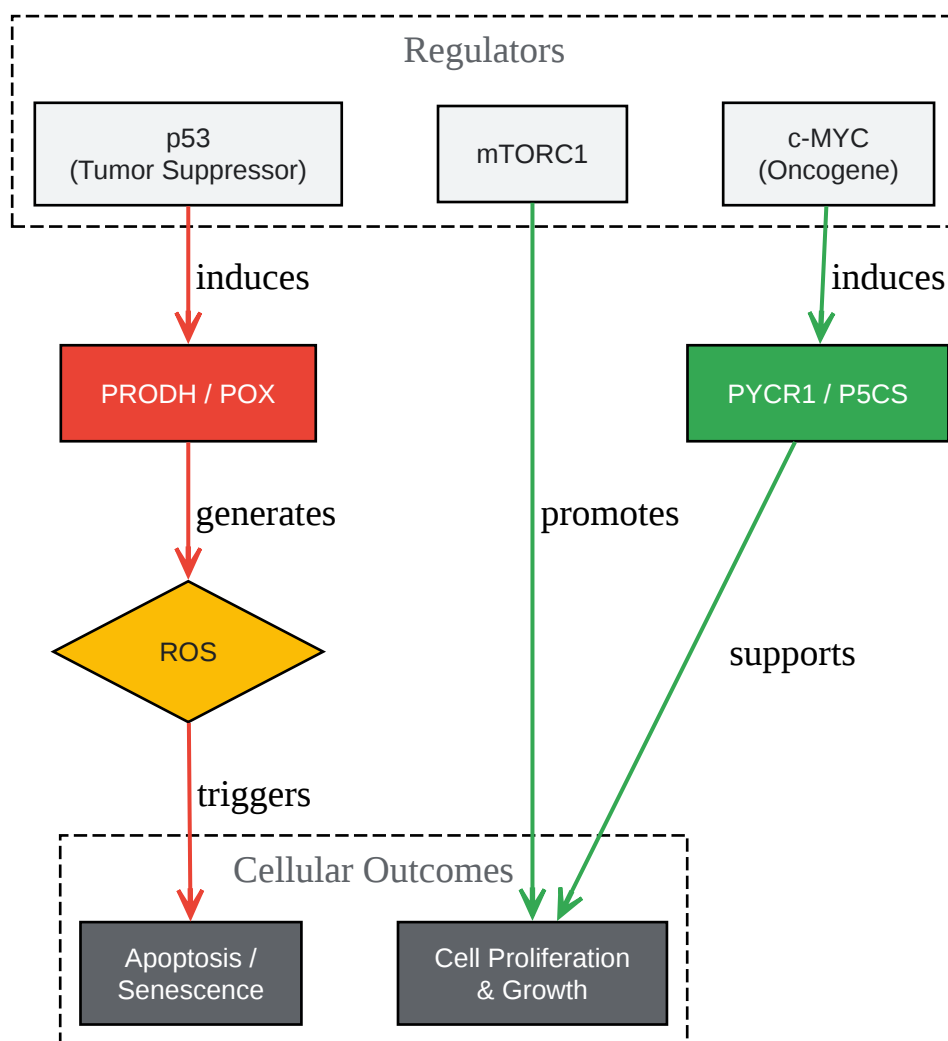 Regulators
p53
(Tumor Suppressor)
mTORC1
c-MYC
(Oncogene)
induces
induces
PRODH / POX
PYCR1 / P5CS
generates
promotes
ROS
supports
triggers
Cellular Outcomes
Apoptosis /
Senescence
Cell Proliferation
& Growth